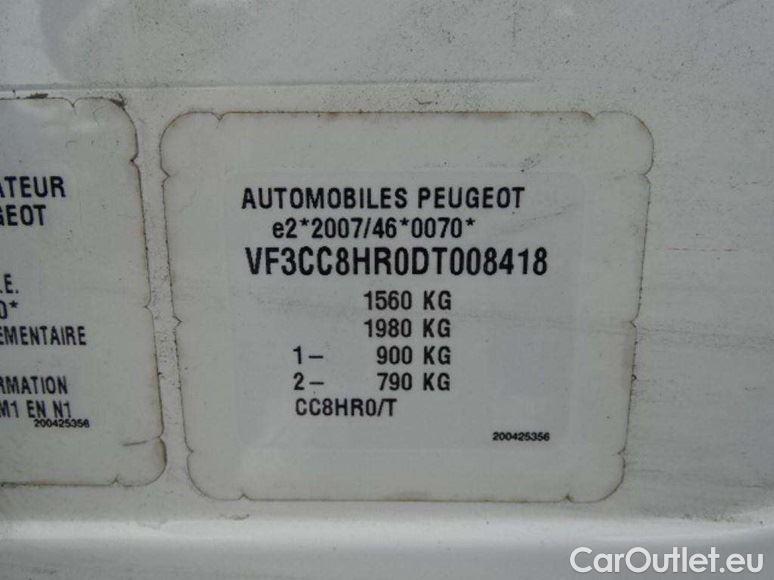 ATEUR
GEOT
.E.
0*
EMENTAIRE
RMATION
M1 EN N1
200425356
AUTOMOBILES PEUGEOT
e2*2007/46*0070*
VF3CC8HR0DT008418
1560 KG
1980 KG
1- 900 KG
2- 790 KG
CC8HR0/T
200425356
CarOutlet.eu